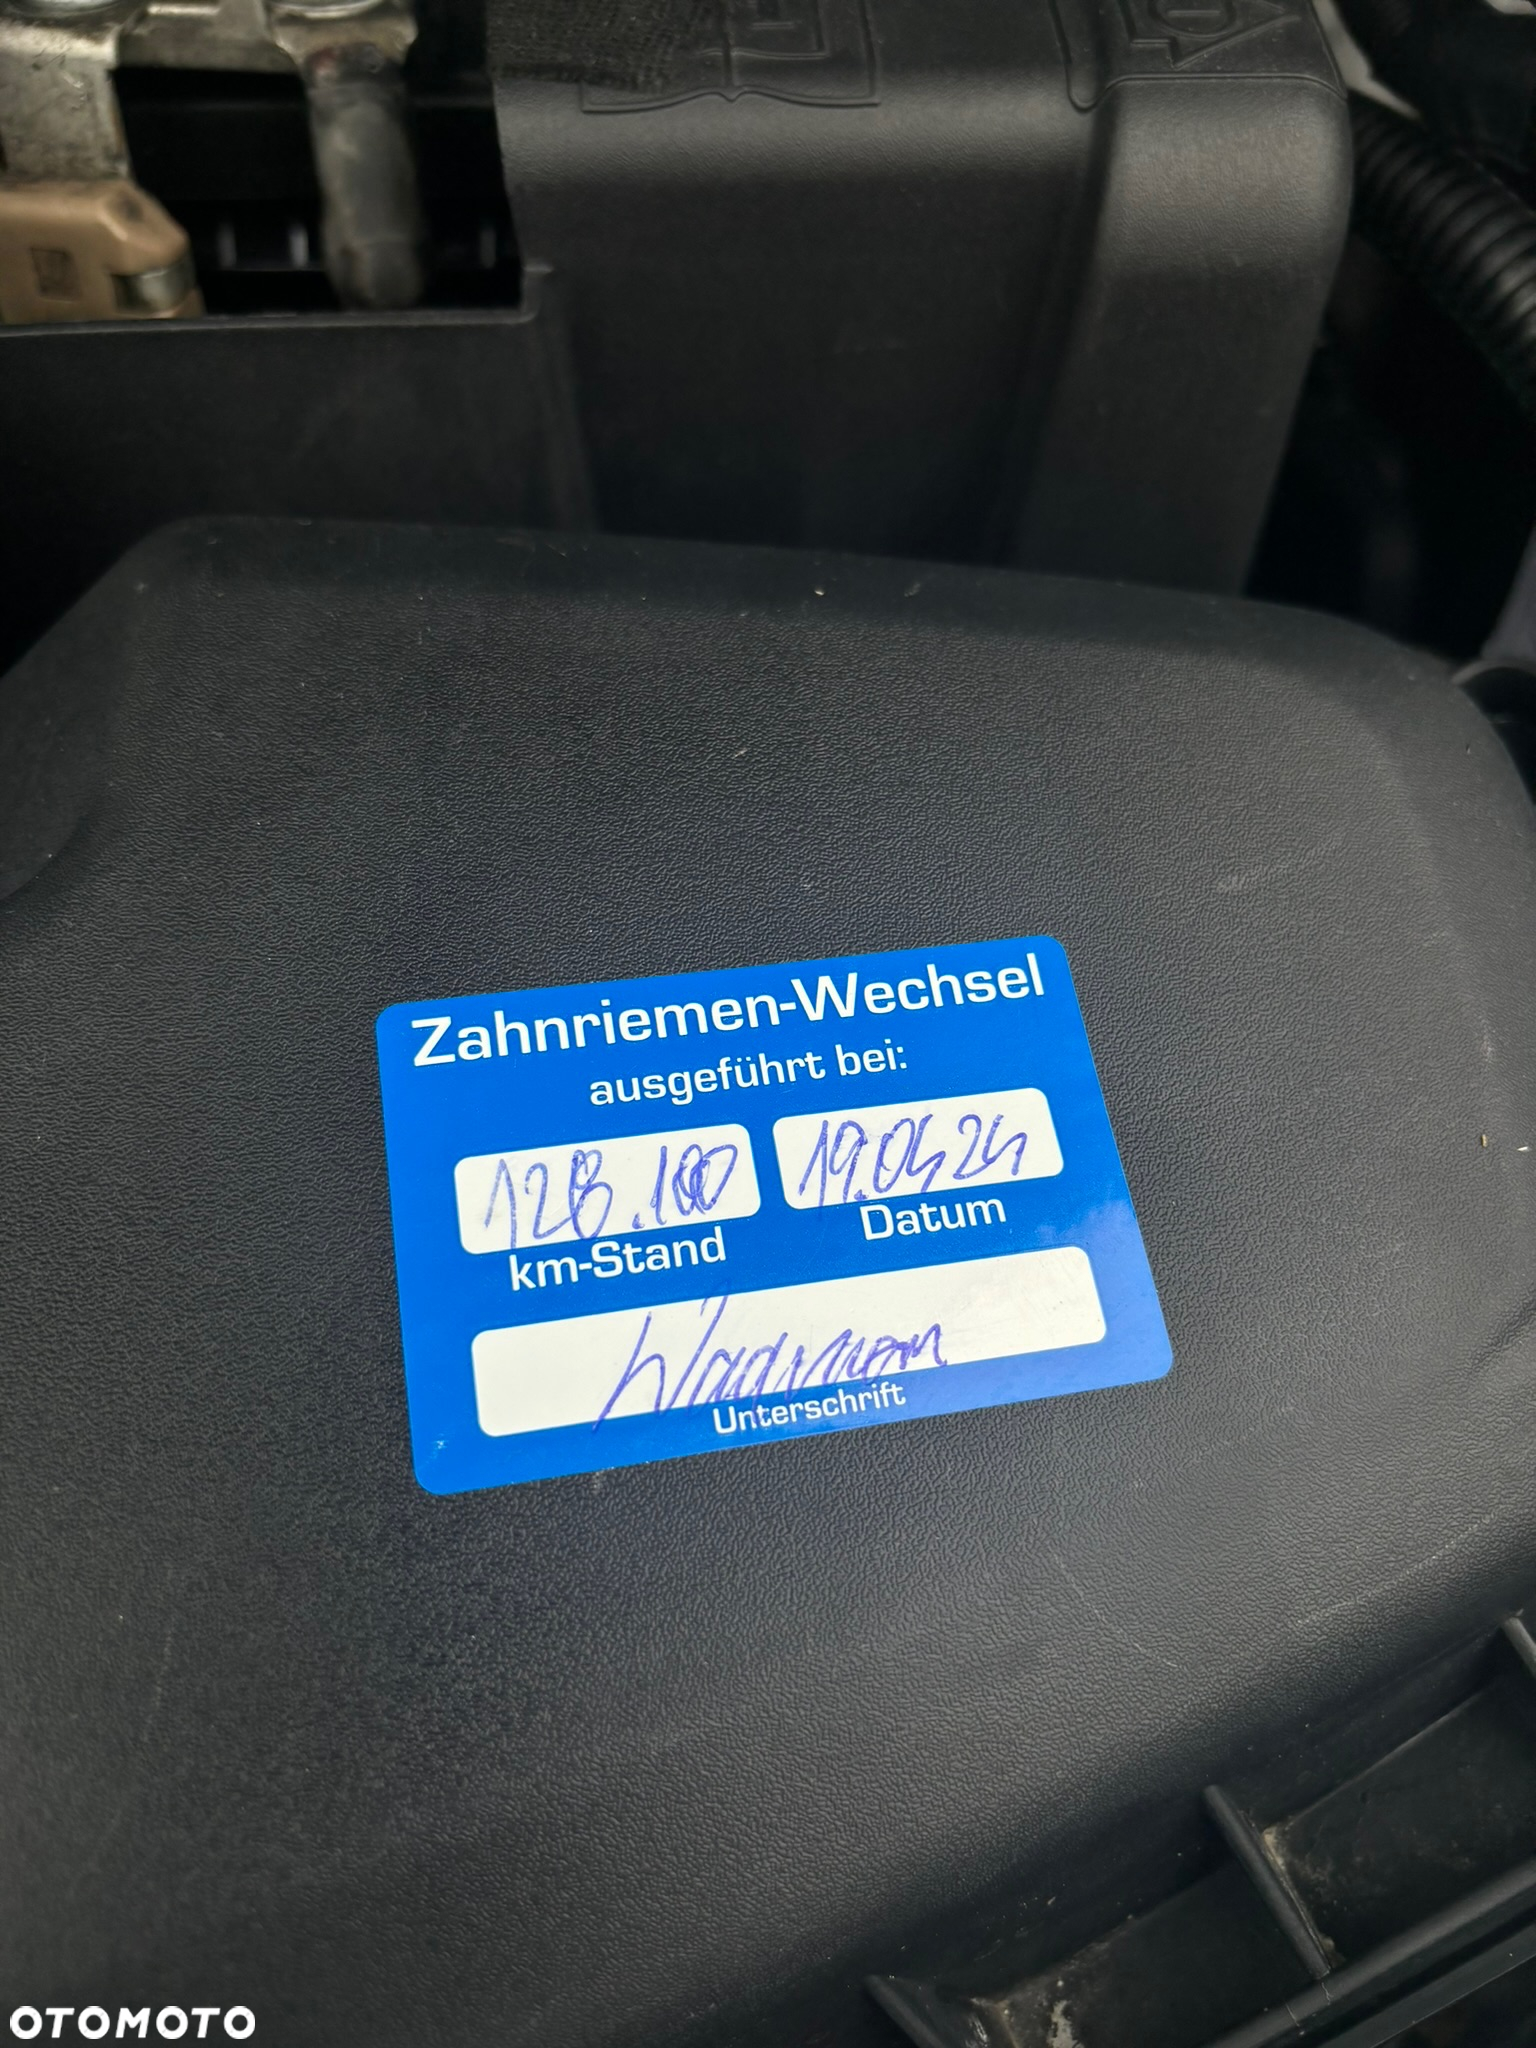 Zahnriemen-Wechsel
ausgeführt bei:
128.100 19.04 24
km-Stand Datum
Unterschrift
OTOMOTO